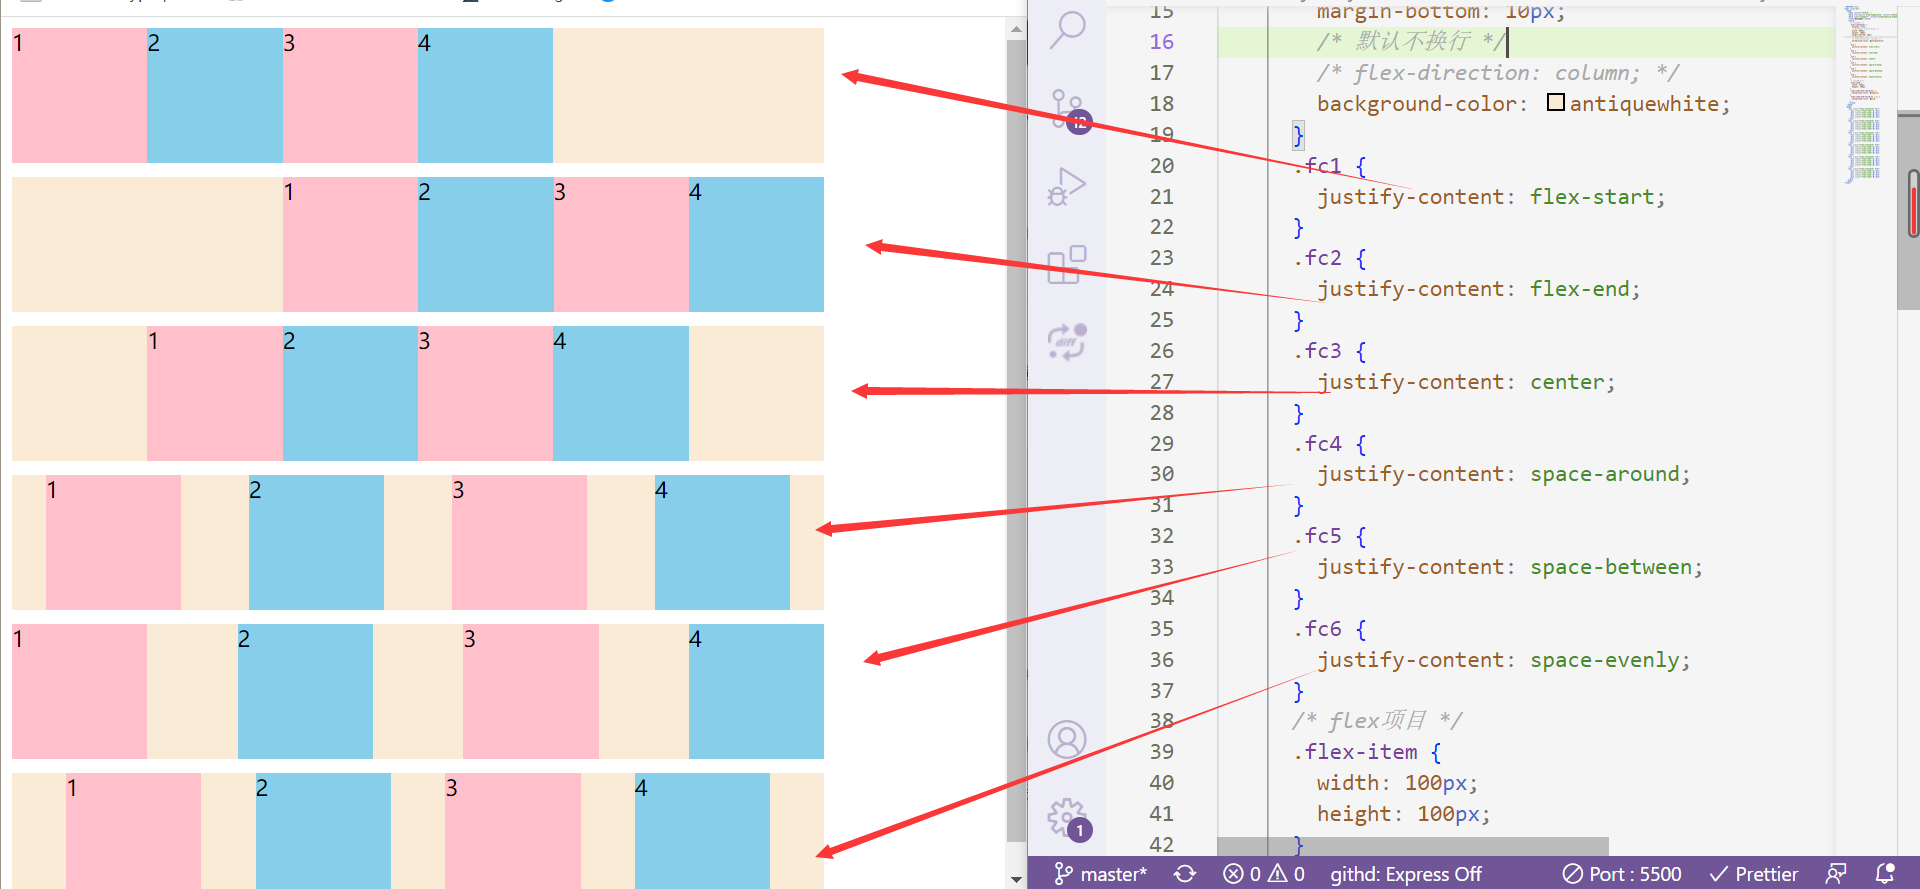 1 2 3 4
1 2 3 4
1 2 3 4
1 2 3 4
1 2 3 4
1 2 3 4
12
diff
1
15 margin-bottom: 10px;
16 /* 默认不换行 */
17 /* flex-direction: column; */
18 background-color: antiquewhite;
19 }
20 .fc1 {
21 justify-content: flex-start;
22 }
23 .fc2 {
24 justify-content: flex-end;
25 }
26 .fc3 {
27 justify-content: center;
28 }
29 .fc4 {
30 justify-content: space-around;
31 }
32 .fc5 {
33 justify-content: space-between;
34 }
35 .fc6 {
36 justify-content: space-evenly;
37 }
38 /* flex项目 */
39 .flex-item {
40 width: 100px;
41 height: 100px;
42 }
master* 0 0 githd: Express Off Port : 5500 Prettier